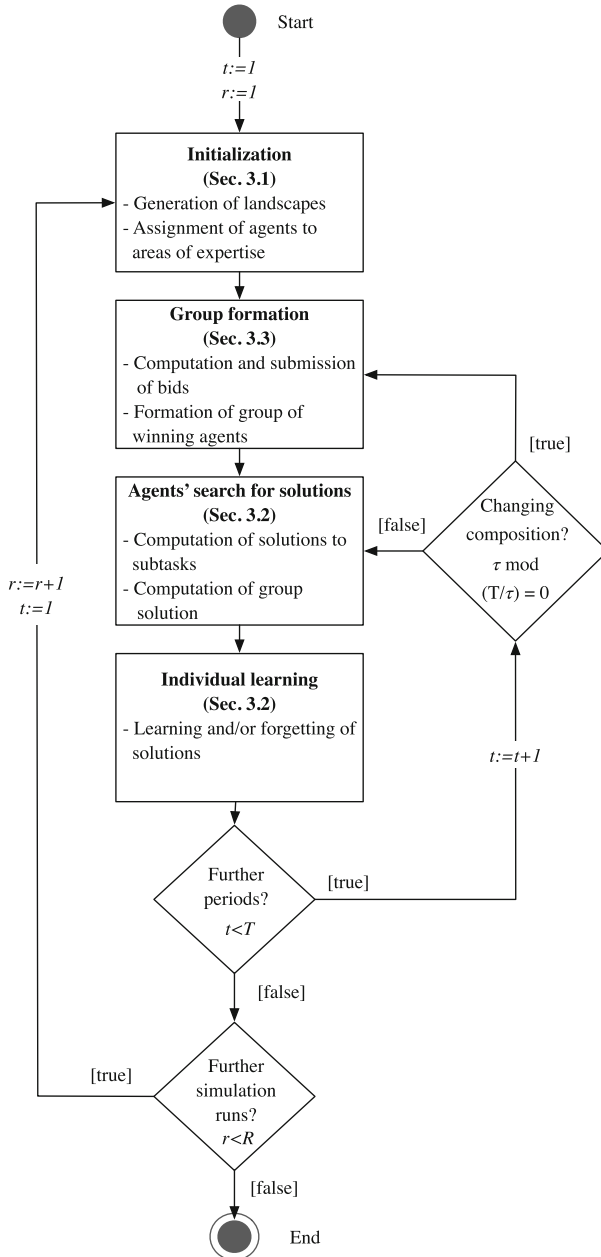 Start
t:=1
r:=1
Initialization
(Sec. 3.1)
- Generation of landscapes
- Assignment of agents to
areas of expertise
Group formation
(Sec. 3.3)
- Computation and submission
of bids
- Formation of group of
winning agents
[true]
Agents' search for solutions
(Sec. 3.2)
- Computation of solutions to
subtasks
- Computation of group
solution
[false]
Changing
composition?
τ mod
(T/τ) = 0
r:=r+1
t:=1
Individual learning
(Sec. 3.2)
- Learning and/or forgetting of
solutions
t:=t+1
Further
periods?
t<T
[true]
[false]
Further
simulation
runs?
r<R
[true]
[false]
End